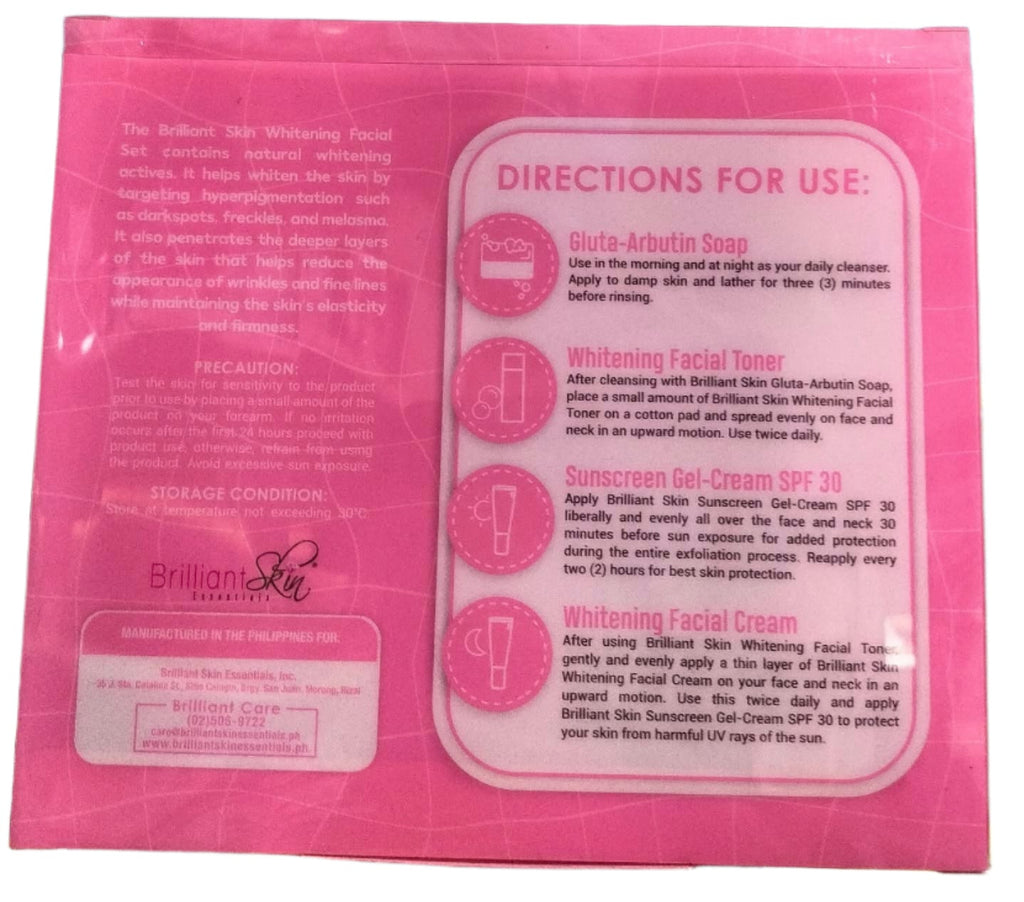 The Brilliant Skin Whitening Facial
Set contains natural whitening
actives. It helps whiten the skin by
targeting hyperpigmentation such
as darkspots, freckles, and melasma.
It also penetrates the deeper layers
of the skin that helps reduce the
appearance of wrinkles and fine lines
while maintaining the skin's elasticity
and firmness.
PRECAUTION:
Test the skin for sensitivity to the product
prior to use by placing a small amount of the
product on your forearm. If no irritation
occurs after the first 24 hours proceed with
product use, otherwise, refrain from using
the product. Avoid excessive sun exposure.
STORAGE CONDITION:
Store at temperature not exceeding 30°C
Brilliant Skin®
Essentials
MANUFACTURED IN THE PHILIPPINES FOR:
Brilliant Skin Essentials, Inc.
J. Sta. Catalina St., Sitio Brgy. San Juan, Morong, Rizal
Brilliant Care
(02)506-9722
care@brilliantskinessentials.ph
www.brilliantskinessentials.ph
DIRECTIONS FOR USE:
Gluta-Arbutin Soap
Use in the morning and at night as your daily cleanser.
Apply to damp skin and lather for three (3) minutes
before rinsing.
Whitening Facial Toner
After cleansing with Brilliant Skin Gluta-Arbutin Soap,
place a small amount of Brilliant Skin Whitening Facial
Toner on a cotton pad and spread evenly on face and
neck in an upward motion. Use twice daily.
Sunscreen Gel-Cream SPF 30
Apply Brilliant Skin Sunscreen Gel-Cream SPF 30
liberally and evenly all over the face and neck 30
minutes before sun exposure for added protection
during the entire exfoliation process. Reapply every
two (2) hours for best skin protection.
Whitening Facial Cream
After using Brilliant Skin Whitening Facial Toner,
gently and evenly apply a thin layer of Brilliant Skin
Whitening Facial Cream on your face and neck in an
upward motion. Use this twice daily and apply
Brilliant Skin Sunscreen Gel-Cream SPF 30 to protect
your skin from harmful UV rays of the sun.